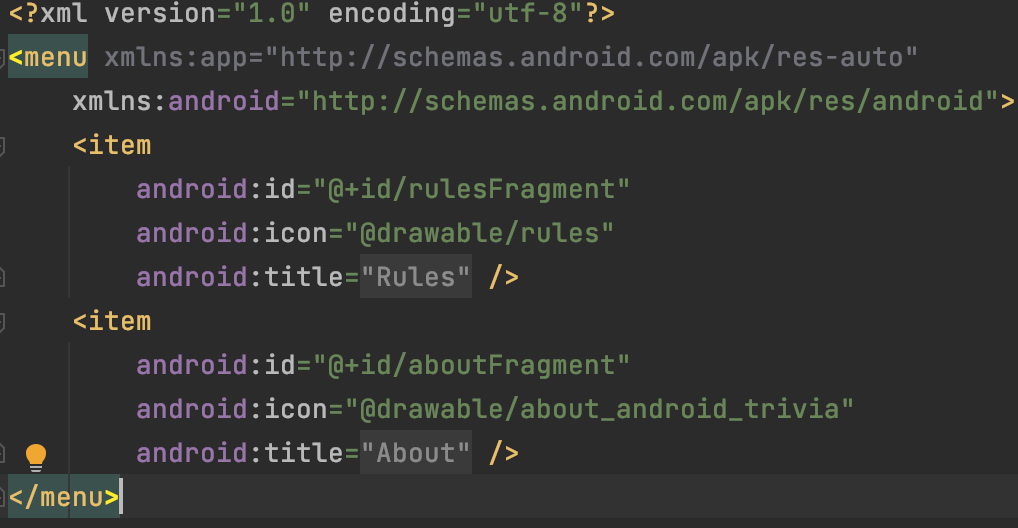 <?xml version="1.0" encoding="utf-8"?>
<menu xmlns:app="http://schemas.android.com/apk/res-auto"
    xmlns:android="http://schemas.android.com/apk/res/android">
    <item
        android:id="@+id/rulesFragment"
        android:icon="@drawable/rules"
        android:title="Rules" />
    <item
        android:id="@+id/aboutFragment"
        android:icon="@drawable/about_android_trivia"
        android:title="About" />
</menu>